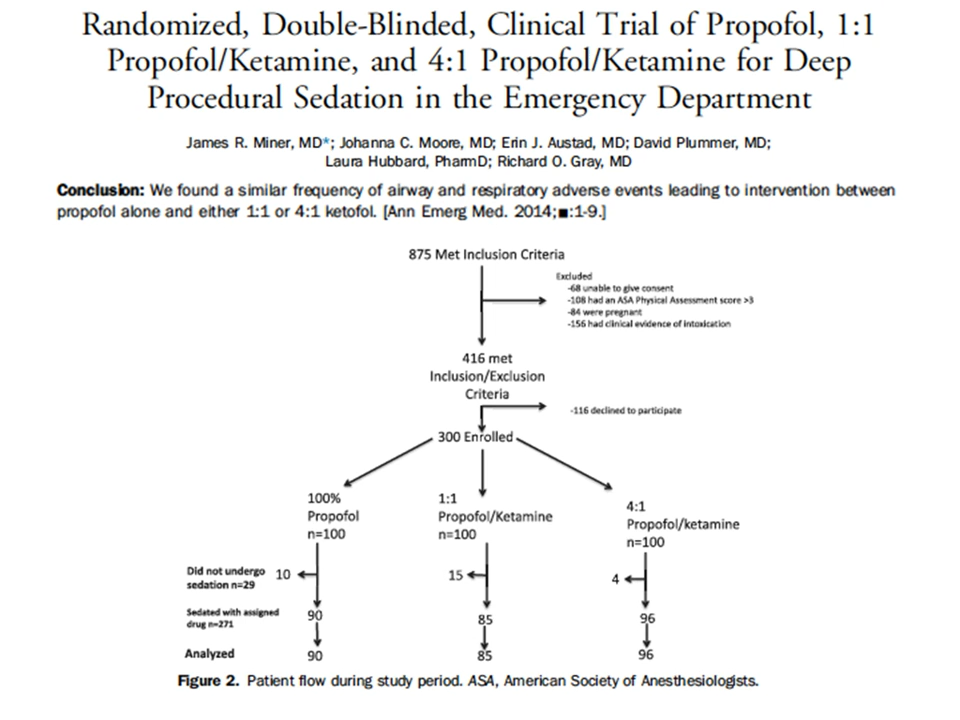 Randomized, Double-Blinded, Clinical Trial of Propofol, 1:1
Propofol/Ketamine, and 4:1 Propofol/Ketamine for Deep
Procedural Sedation in the Emergency Department
James R. Miner, MD*; Johanna C. Moore, MD; Erin J. Austad, MD; David Plummer, MD;
Laura Hubbard, PharmD; Richard O. Gray, MD
Conclusion: We found a similar frequency of airway and respiratory adverse events leading to intervention between
propofol alone and either 1:1 or 4:1 ketofol. [Ann Emerg Med. 2014;■:1-9.]
875 Met Inclusion Criteria
Excluded
-68 unable to give consent
-108 had an ASA Physical Assessment score >3
-84 were pregnant
-156 had clinical evidence of intoxication
416 met
Inclusion/Exclusion
Criteria
-116 declined to participate
300 Enrolled
100%
Propofol
n=100
1:1
Propofol/Ketamine
n=100
4:1
Propofol/ketamine
n=100
Did not undergo
sedation n=29
10
15
4
Sedated with assigned
drug n=271
90
85
96
Analyzed
90
85
96
Figure 2. Patient flow during study period. ASA, American Society of Anesthesiologists.